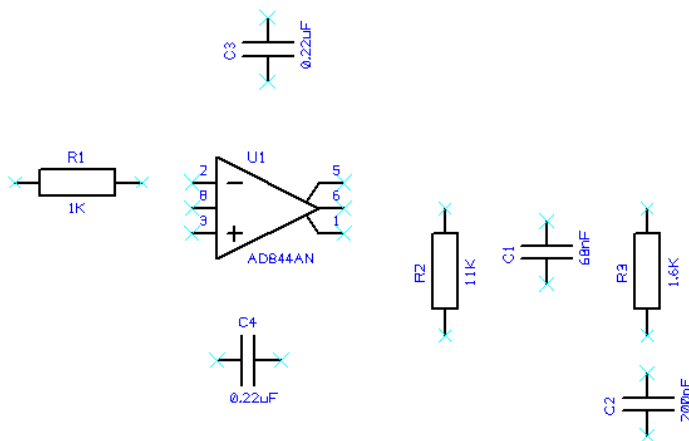 C3
0.22uF
R1
1K
U1
2
8
3
5
6
1
AD844AN
R2
11K
C1
68nF
R3
1.6K
C4
0.22uF
C2
200nF